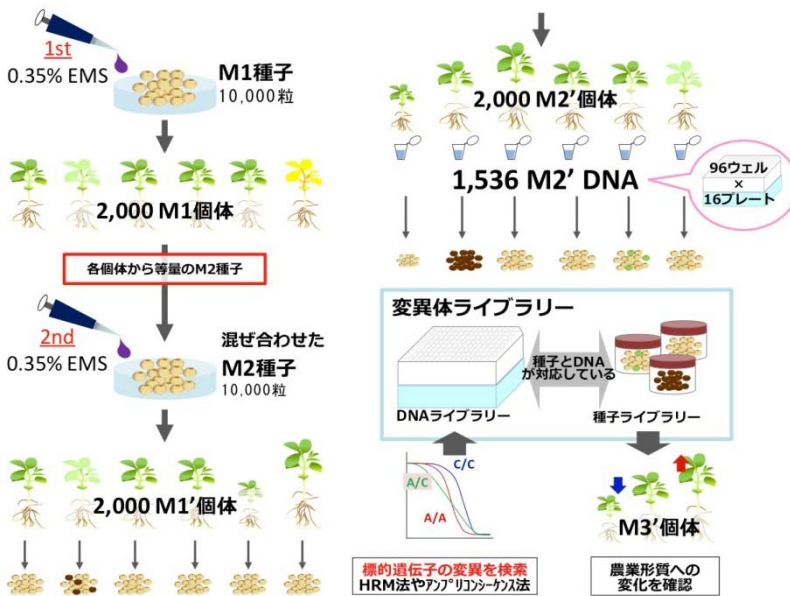 1st
0.35% EMS
M1種子
10,000粒
2,000 M1個体
各個体から等量のM2種子
2nd
0.35% EMS
混ぜ合わせた
M2種子
10,000粒
2,000 M1’個体
2,000 M2’個体
1,536 M2’ DNA
96ウェル
×
16プレート
変異体ライブラリー
種子とDNA
が対応している
DNAライブラリー
種子ライブラリー
C/C
A/C
A/A
M3’個体
標的遺伝子の変異を検索
HRM法やアンプリコンシーケンス法
農業形質への
変化を確認